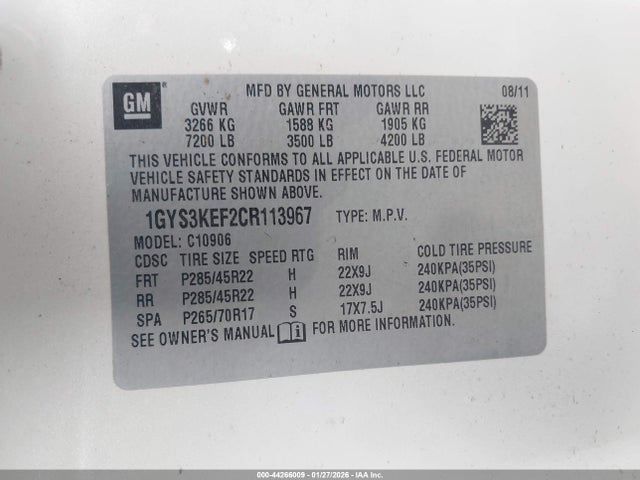 GM®
MFD BY GENERAL MOTORS LLC 08/11
GVWR GAWR FRT GAWR RR
3266 KG 1588 KG 1905 KG
7200 LB 3500 LB 4200 LB
THIS VEHICLE CONFORMS TO ALL APPLICABLE U.S. FEDERAL MOTOR
VEHICLE SAFETY STANDARDS IN EFFECT ON THE DATE OF
MANUFACTURE SHOWN ABOVE.
1GYS3KEF2CR113967 TYPE: M.P.V.
MODEL: C10906
CDSC TIRE SIZE SPEED RTG RIM COLD TIRE PRESSURE
FRT P285/45R22 H 22X9J 240KPA(35PSI)
RR P285/45R22 H 22X9J 240KPA(35PSI)
SPA P265/70R17 S 17X7.5J 240KPA(35PSI)
SEE OWNER'S MANUAL FOR MORE INFORMATION.
000-44266009 - 01/27/2026 - IAAI, Inc.